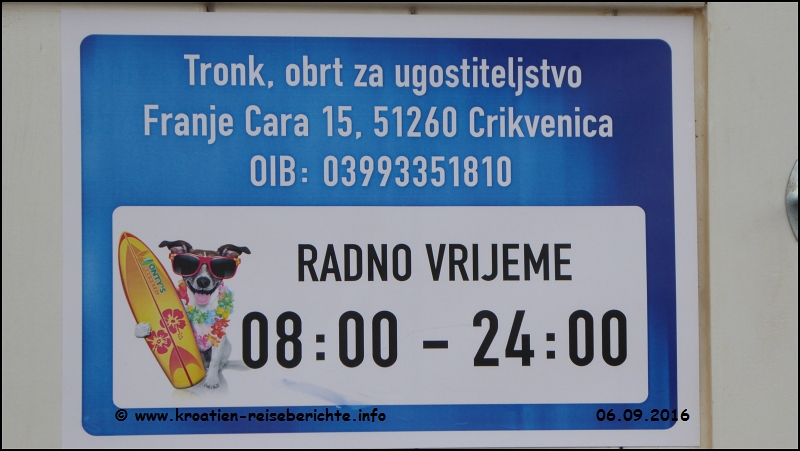 Tronk, obrt za ugostiteljstvo
Franje Cara 15, 51260 Crikvenica
OIB: 03993351810
RADNO VRIJEME
08:00 - 24:00
© www.kroatien-reiseberichte.info
06.09.2016